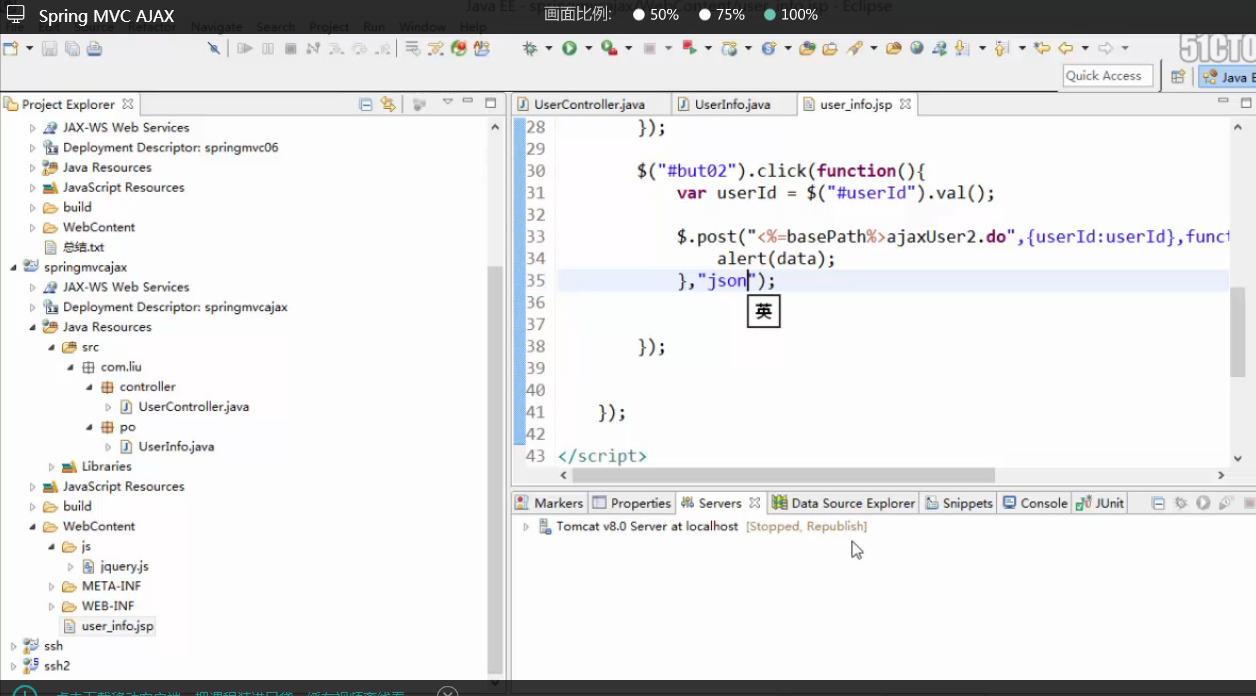 Spring MVC AJAX
画面比例: 50% 75% 100%
Java EE - springmvcajax/WebContent/user_info.jsp - Eclipse
Navigate Search Project Run Window Help
51CTO
Quick Access
Java E
Project Explorer
JAX-WS Web Services
Deployment Descriptor: springmvc06
Java Resources
JavaScript Resources
build
WebContent
总结.txt
springmvcajax
JAX-WS Web Services
Deployment Descriptor: springmvcajax
Java Resources
src
com.liu
controller
UserController.java
po
UserInfo.java
Libraries
JavaScript Resources
build
WebContent
js
jquery.js
META-INF
WEB-INF
user_info.jsp
ssh
ssh2
UserController.java UserInfo.java user_info.jsp
28 });
29
30 $("#but02").click(function(){
31 var userId = $("#userId").val();
32
33 $.post("<%=basePath%>ajaxUser2.do",{userId:userId},funct
34 alert(data);
35 },"json");
36
英
37
38 });
39
40
41 });
42
43 </script>
Markers Properties Servers Data Source Explorer Snippets Console JUnit
Tomcat v8.0 Server at localhost [Stopped, Republish]